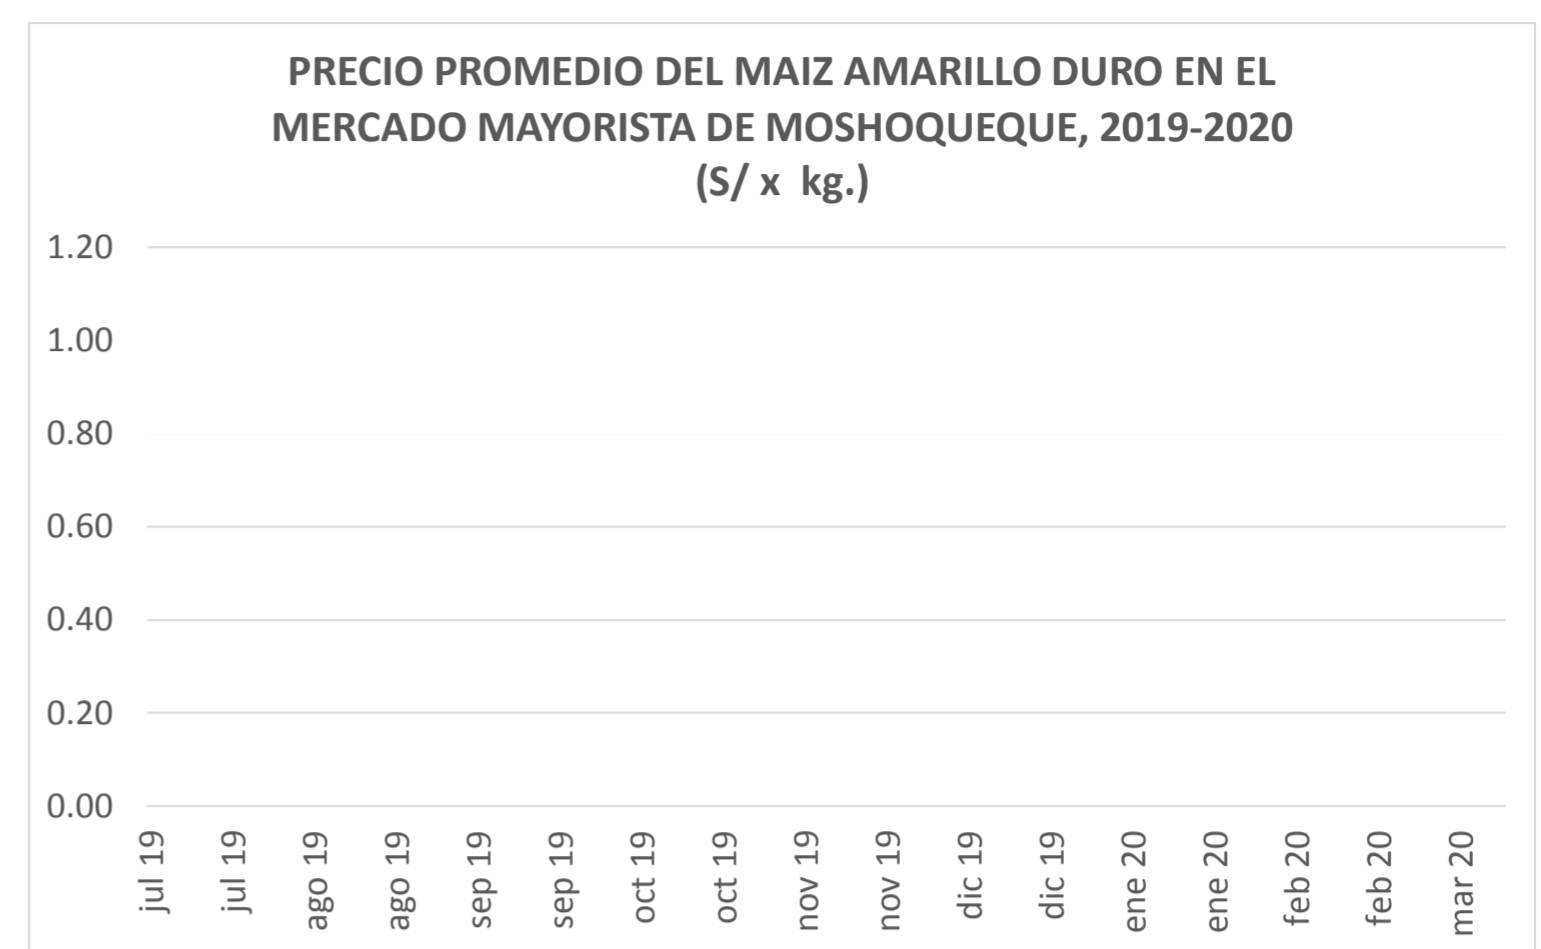 PRECIO PROMEDIO DEL MAIZ AMARILLO DURO EN EL
MERCADO MAYORISTA DE MOSHOQUEQUE, 2019-2020
(S/ x kg.)
1.20
1.00
0.80
0.60
0.40
0.20
0.00
jul 19
jul 19
ago 19
ago 19
sep 19
sep 19
oct 19
oct 19
nov 19
nov 19
dic 19
dic 19
ene 20
ene 20
feb 20
feb 20
mar 20